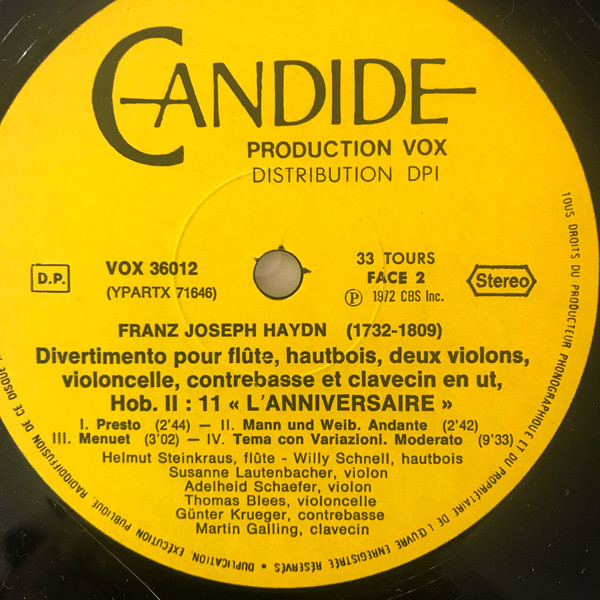 CANDIDE
PRODUCTION VOX
DISTRIBUTION DPI
D.P.
VOX 36012
(YPARTX 71646)
33 TOURS
FACE 2
Ⓟ 1972 CBS Inc.
Stereo
FRANZ JOSEPH HAYDN (1732-1809)
Divertimento pour flûte, hautbois, deux violons,
violoncelle, contrebasse et clavecin en ut,
Hob. II : 11 « L'ANNIVERSAIRE »
I. Presto (2'44) – II. Mann und Weib. Andante (2'42)
III. Menuet (3'02) – IV. Tema con Variazioni. Moderato (9'33)
Helmut Steinkraus, flûte - Willy Schnell, hautbois
Susanne Lautenbacher, violon
Adelheid Schaefer, violon
Thomas Blees, violoncelle
Günter Krueger, contrebasse
Martin Galling, clavecin
TOUS DROITS DU PRODUCTEUR PHONOGRAPHIQUE ET DU PROPRIÉTAIRE DE L'ŒUVRE ENREGISTRÉE RÉSERVÉS • DUPLICATION, EXÉCUTION PUBLIQUE, RADIODIFFUSION DE CE DISQUE